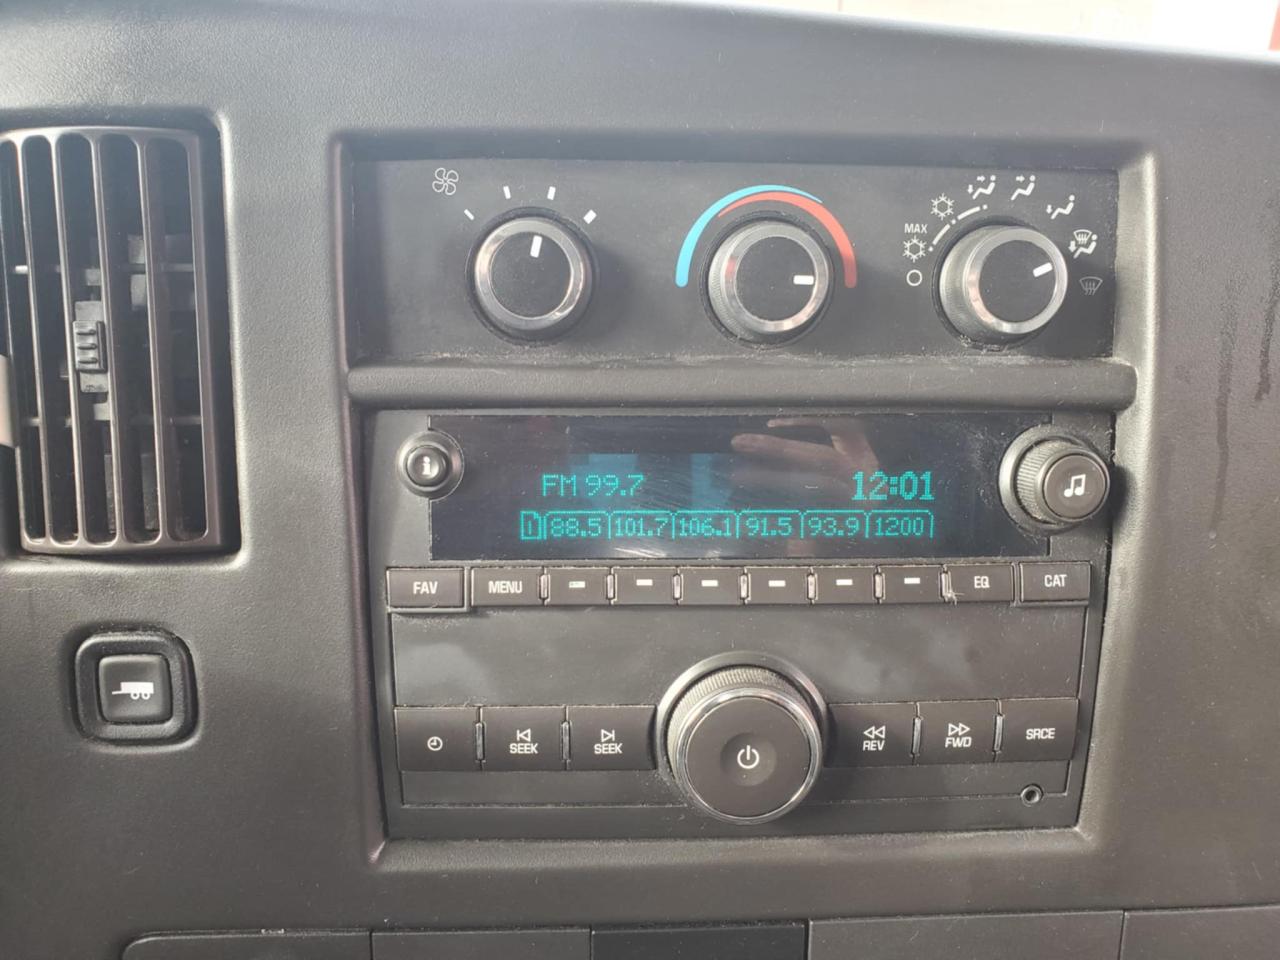 MAX
i
FM 99.7 12:01
1 88.5 101.7 106.1 91.5 93.9 1200
FAV MENU EQ CAT
SEEK SEEK REV FWD SRCE